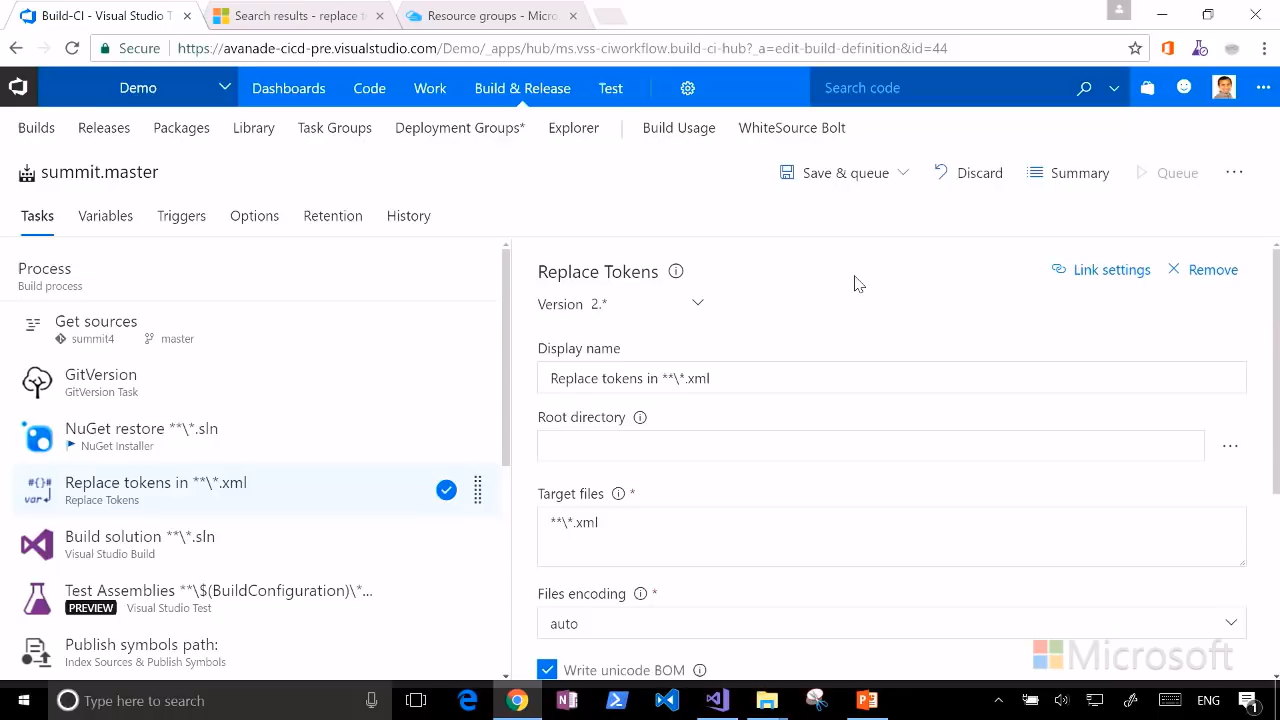 Build-CI - Visual Studio T
Search results - replace t
Resource groups - Micro
Secure
https://avanade-cicd-pre.visualstudio.com/Demo/_apps/hub/ms.vss-ciworkflow.build-ci-hub?_a=edit-build-definition&id=44
Demo
Dashboards
Code
Work
Build & Release
Test
Search code
Builds
Releases
Packages
Library
Task Groups
Deployment Groups*
Explorer
Build Usage
WhiteSource Bolt
summit.master
Save & queue
Discard
Summary
Queue
Tasks
Variables
Triggers
Options
Retention
History
Process
Build process
Get sources
summit4
master
GitVersion
GitVersion Task
NuGet restore **\*.sln
NuGet Installer
#{}#
var
Replace tokens in **\*.xml
Replace Tokens
Build solution **\*.sln
Visual Studio Build
Test Assemblies **\$(BuildConfiguration)\*...
PREVIEW Visual Studio Test
Publish symbols path:
Index Sources & Publish Symbols
Replace Tokens
Link settings
Remove
Version 2.*
Display name
Replace tokens in **\*.xml
Root directory
Target files *
**\*.xml
Files encoding *
auto
Write unicode BOM
Microsoft
Type here to search
ENG
1